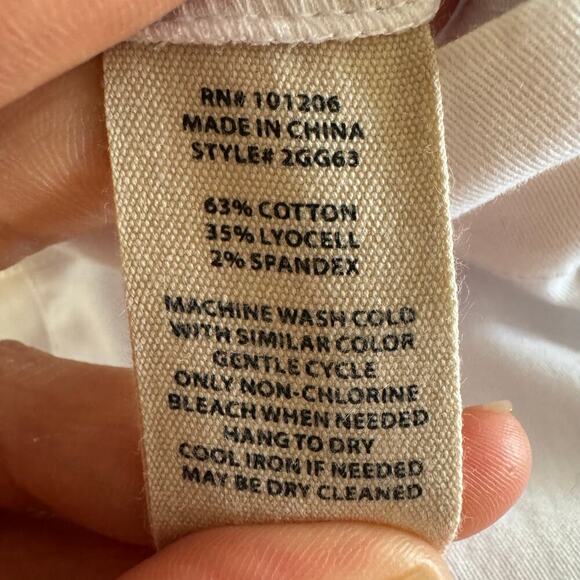 RN# 101206
MADE IN CHINA
STYLE# 2GG63
63% COTTON
35% LYOCELL
2% SPANDEX
MACHINE WASH COLD
WITH SIMILAR COLOR
GENTLE CYCLE
ONLY NON-CHLORINE
BLEACH WHEN NEEDED
HANG TO DRY
COOL IRON IF NEEDED
MAY BE DRY CLEANED